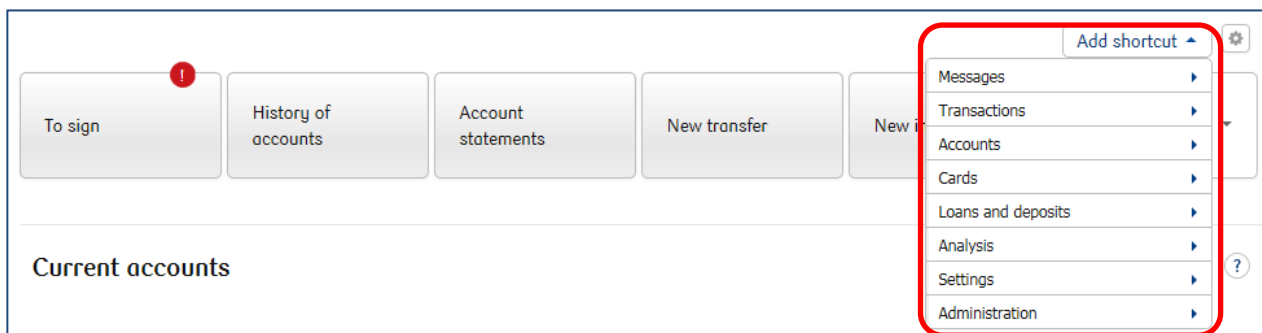 Add shortcut
!
To sign
History of
accounts
Account
statements
New transfer
New
Messages
Transactions
Accounts
Cards
Loans and deposits
Analysis
Settings
Administration
Current accounts
?